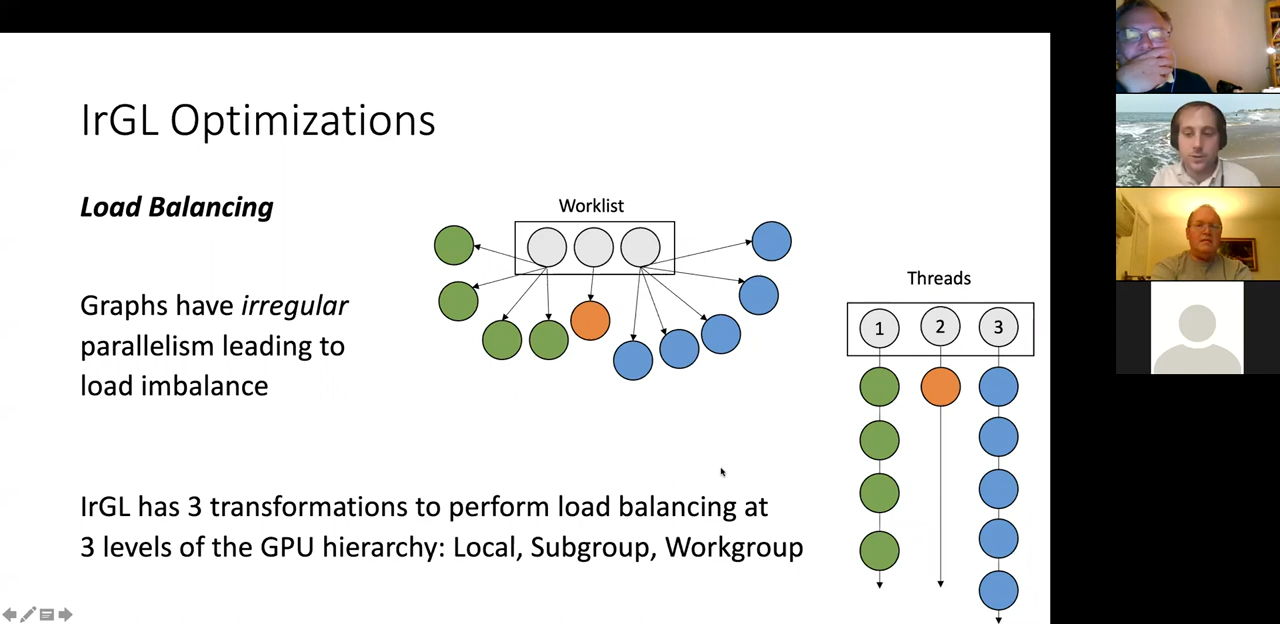 IrGL Optimizations
Load Balancing
Worklist
Graphs have irregular
parallelism leading to
load imbalance
Threads
1 2 3
IrGL has 3 transformations to perform load balancing at
3 levels of the GPU hierarchy: Local, Subgroup, Workgroup